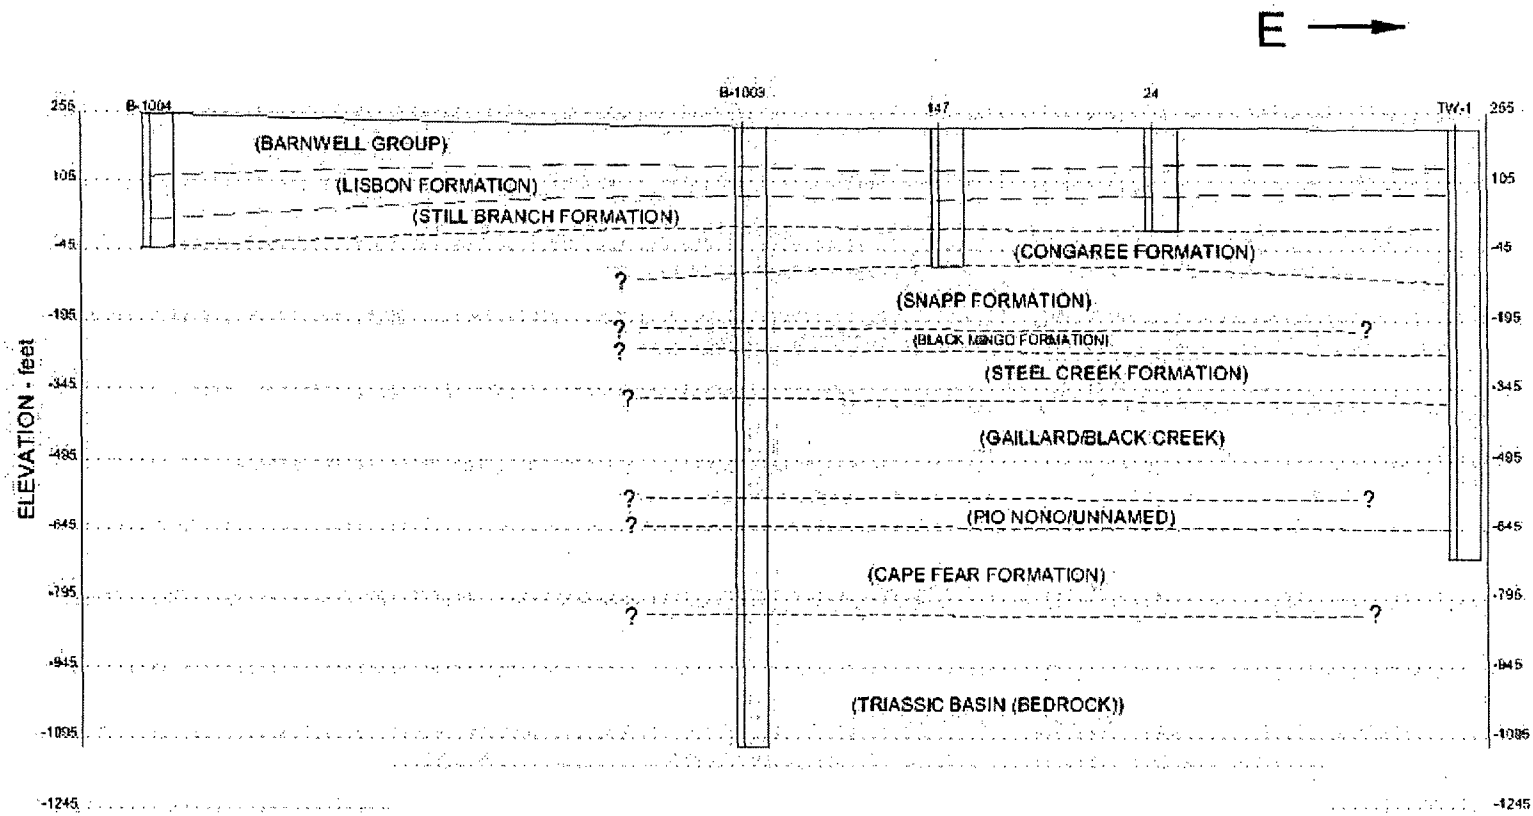 E
B-1004
B-1003
147
24
TW-1
255
265
(BARNWELL GROUP)
105
(LISBON FORMATION)
105
(STILL BRANCH FORMATION)
-45
(CONGAREE FORMATION)
-45
?
(SNAPP FORMATION)
-195
-195
?
?
(BLACK MINGO FORMATION)
?
(STEEL CREEK FORMATION)
-345
-345
?
ELEVATION - feet
(GAILLARD/BLACK CREEK)
-495
-495
?
?
(PIO NONO/UNNAMED)
-645
?
-645
(CAPE FEAR FORMATION)
-795
-795
?
?
-945
-945
(TRIASSIC BASIN (BEDROCK))
-1095
-1095
-1245
-1245